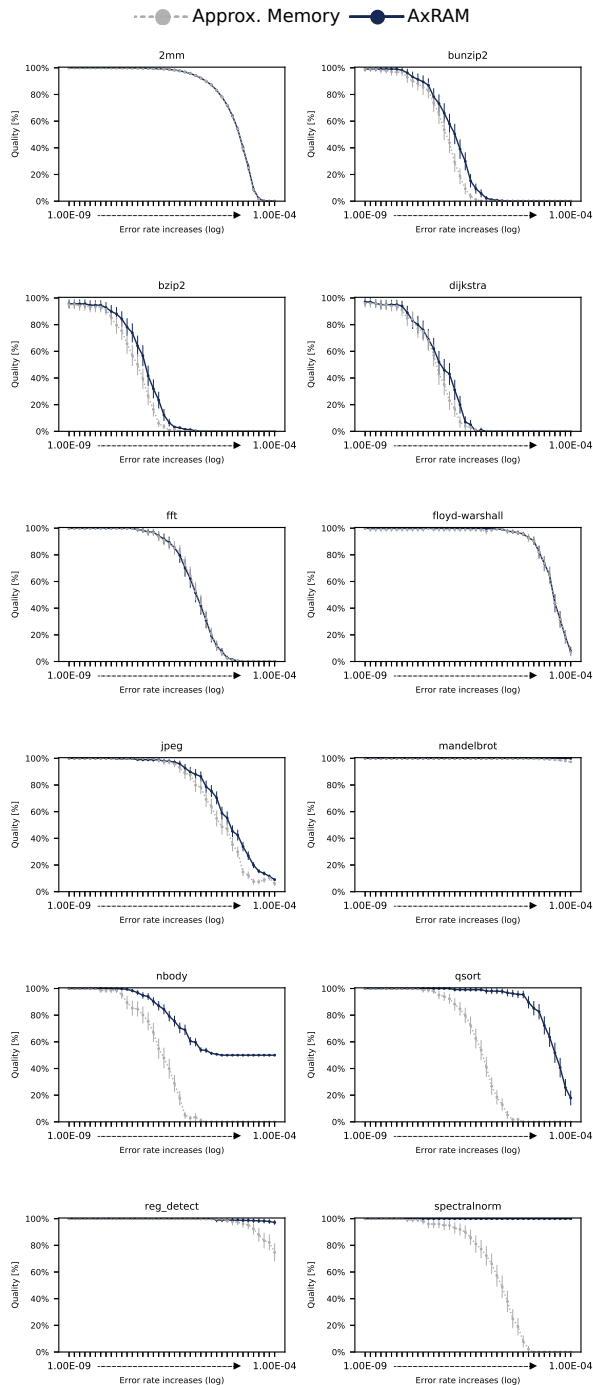 Approx. Memory AxRAM
2mm
Quality [%]
100%
80%
60%
40%
20%
0%
1.00E-09 1.00E-04
Error rate increases (log)
bunzip2
Quality [%]
100%
80%
60%
40%
20%
0%
1.00E-09 1.00E-04
Error rate increases (log)
bzip2
Quality [%]
100%
80%
60%
40%
20%
0%
1.00E-09 1.00E-04
Error rate increases (log)
dijkstra
Quality [%]
100%
80%
60%
40%
20%
0%
1.00E-09 1.00E-04
Error rate increases (log)
fft
Quality [%]
100%
80%
60%
40%
20%
0%
1.00E-09 1.00E-04
Error rate increases (log)
floyd-warshall
Quality [%]
100%
80%
60%
40%
20%
0%
1.00E-09 1.00E-04
Error rate increases (log)
jpeg
Quality [%]
100%
80%
60%
40%
20%
0%
1.00E-09 1.00E-04
Error rate increases (log)
mandelbrot
Quality [%]
100%
80%
60%
40%
20%
0%
1.00E-09 1.00E-04
Error rate increases (log)
nbody
Quality [%]
100%
80%
60%
40%
20%
0%
1.00E-09 1.00E-04
Error rate increases (log)
qsort
Quality [%]
100%
80%
60%
40%
20%
0%
1.00E-09 1.00E-04
Error rate increases (log)
reg_detect
Quality [%]
100%
80%
60%
40%
20%
0%
1.00E-09 1.00E-04
Error rate increases (log)
spectralnorm
Quality [%]
100%
80%
60%
40%
20%
0%
1.00E-09 1.00E-04
Error rate increases (log)